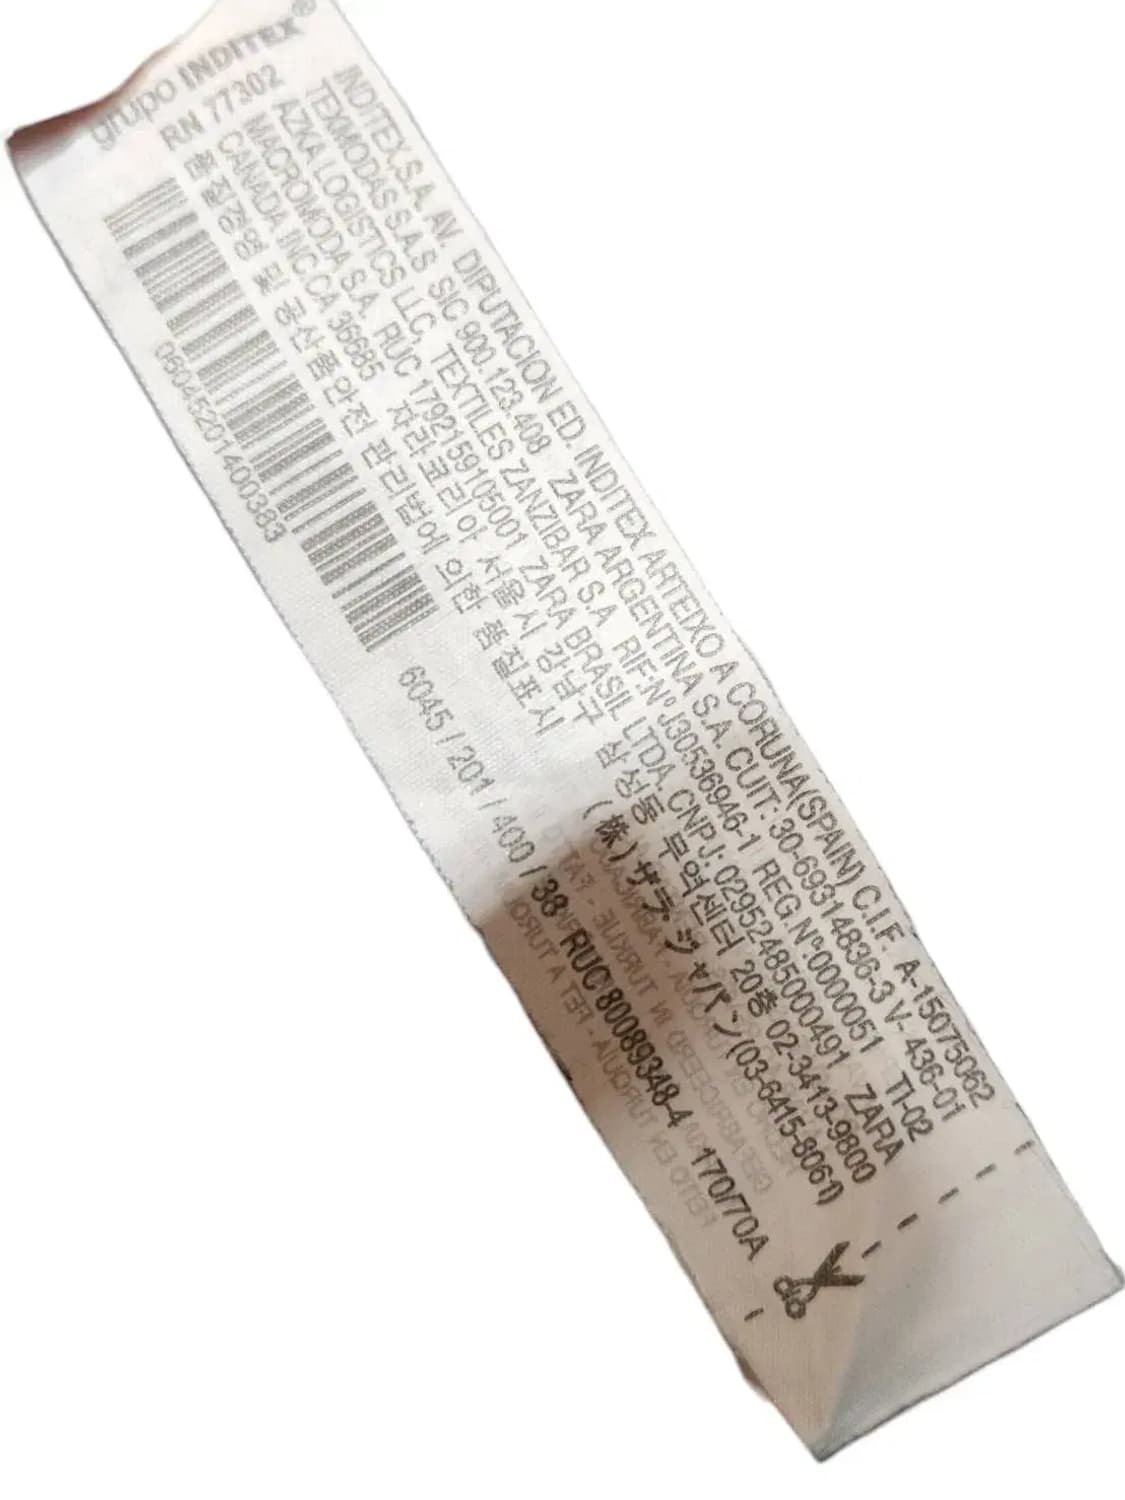 grupo INDITEX®
RN 77302
INDITEX,S.A. AV. DIPUTACION ED. INDITEX ARTEIXO A CORUNA(SPAIN) C.I.F. A-15075062
TEXMODAS S.A.S SIC 900.123.408 ZARA ARGENTINA S.A. CUIT: 30-69314836-3 V-436-01
AZKA LOGISTICS LLC, TEXTILES ZANZIBAR S.A. RIF.Nº J30536946-1 REG.Nº:0000051 TI-02
MACROMODA S.A. RUC 1792159105001 ZARA BRASIL LTDA. CNPJ: 02952485000491 ZARA
CANADA INC.CA 36685 자라코리아 서울시 강남구 삼성동 무역센터 20층 02-3413-9800
품질경영 및 공산품안전 관리법에 의한 품질표시 (株)ザラ・ジャパン(03-6415-8061)
06045201400383
6045 / 201 / 400 / 38 RUC 80089348-4 170/70A